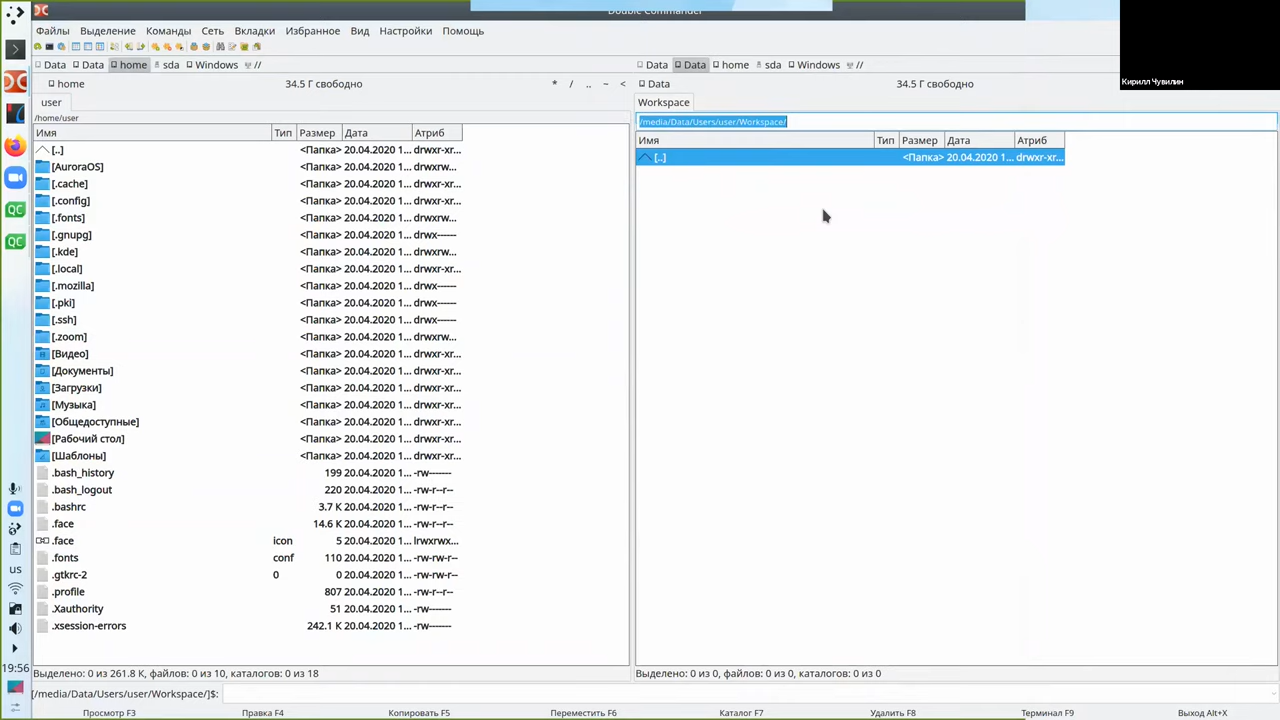 Double Commander
Кирилл Чувилин
Файлы Выделение Команды Сеть Вкладки Избранное Вид Настройки Помощь
Data Data home sda Windows //
Data Data home sda Windows //
home 34.5 Г свободно * / .. ~ <
Data 34.5 Г свободно
user
Workspace
/home/user
/media/Data/Users/user/Workspace/
Имя Тип Размер Дата Атриб
Имя Тип Размер Дата Атриб
[..] <Папка> 20.04.2020 1... drwxr-xr...
[..] <Папка> 20.04.2020 1... drwxr-xr...
[AuroraOS] <Папка> 20.04.2020 1... drwxrw...
[.cache] <Папка> 20.04.2020 1... drwxr-xr...
[.config] <Папка> 20.04.2020 1... drwxr-xr...
[.fonts] <Папка> 20.04.2020 1... drwxrw...
[.gnupg] <Папка> 20.04.2020 1... drwx------
[.kde] <Папка> 20.04.2020 1... drwxrw...
[.local] <Папка> 20.04.2020 1... drwxr-xr...
[.mozilla] <Папка> 20.04.2020 1... drwx------
[.pki] <Папка> 20.04.2020 1... drwx------
[.ssh] <Папка> 20.04.2020 1... drwx------
[.zoom] <Папка> 20.04.2020 1... drwxrw...
[Видео] <Папка> 20.04.2020 1... drwxr-xr...
[Документы] <Папка> 20.04.2020 1... drwxr-xr...
[Загрузки] <Папка> 20.04.2020 1... drwxr-xr...
[Музыка] <Папка> 20.04.2020 1... drwxr-xr...
[Общедоступные] <Папка> 20.04.2020 1... drwxr-xr...
[Рабочий стол] <Папка> 20.04.2020 1... drwxr-xr...
[Шаблоны] <Папка> 20.04.2020 1... drwxr-xr...
.bash_history 199 20.04.2020 1... -rw-------
.bash_logout 220 20.04.2020 1... -rw-r--r--
.bashrc 3.7 K 20.04.2020 1... -rw-r--r--
.face 14.6 K 20.04.2020 1... -rw-r--r--
.face icon 5 20.04.2020 1... lrwxrwx...
.fonts conf 110 20.04.2020 1... -rw-rw-r--
.gtkrc-2 0 0 20.04.2020 1... -rw-rw-r--
.profile 807 20.04.2020 1... -rw-r--r--
.Xauthority 51 20.04.2020 1... -rw-------
.xsession-errors 242.1 K 20.04.2020 1... -rw-------
QC
QC
us
19:56
Выделено: 0 из 261.8 K, файлов: 0 из 10, каталогов: 0 из 18
Выделено: 0 из 0, файлов: 0 из 0, каталогов: 0 из 0
[/media/Data/Users/user/Workspace/]$:
Просмотр F3 Правка F4 Копировать F5 Переместить F6 Каталог F7 Удалить F8 Терминал F9 Выход Alt+X